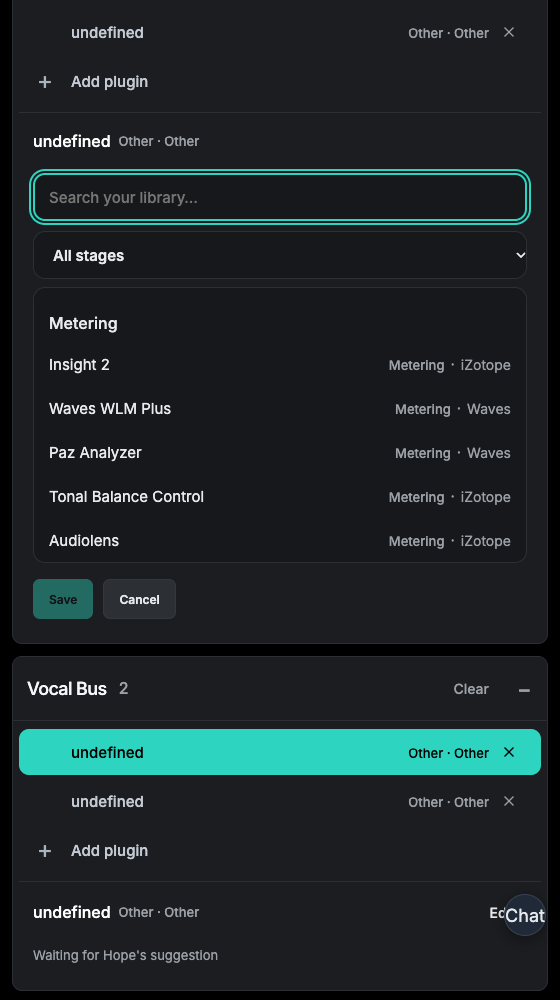 undefined Other · Other ×
+ Add plugin
undefined Other · Other
Search your library...
All stages
Metering
Insight 2 Metering · iZotope
Waves WLM Plus Metering · Waves
Paz Analyzer Metering · Waves
Tonal Balance Control Metering · iZotope
Audiolens Metering · iZotope
Save Cancel
Vocal Bus 2 Clear –
undefined Other · Other ×
undefined Other · Other ×
+ Add plugin
undefined Other · Other Chat
Waiting for Hope's suggestion